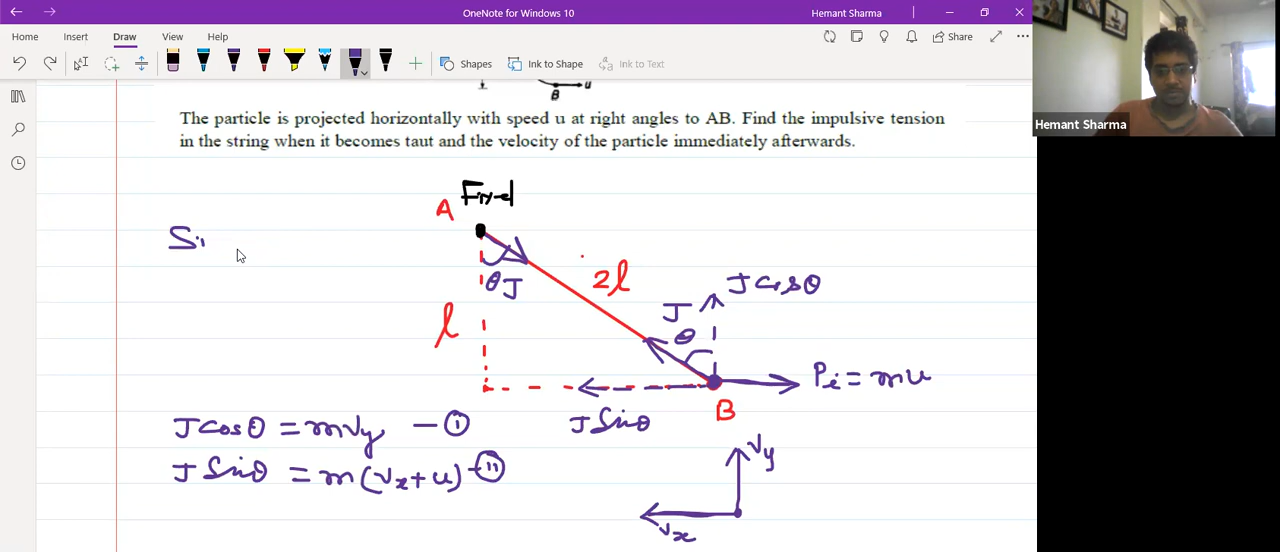 OneNote for Windows 10
Hemant Sharma
Home
Insert
Draw
View
Help
Share
Shapes
Ink to Shape
Ink to Text
B
u
The particle is projected horizontally with speed u at right angles to AB. Find the impulsive tension
in the string when it becomes taut and the velocity of the particle immediately afterwards.
Hemant Sharma
Fixed
A
Si
θ J
2l
J cosθ
J
θ
l
Pi = mu
B
J Sinθ
J cosθ = mvy — ①
J Sinθ = m(vx + u) — ⑪
vy
vx